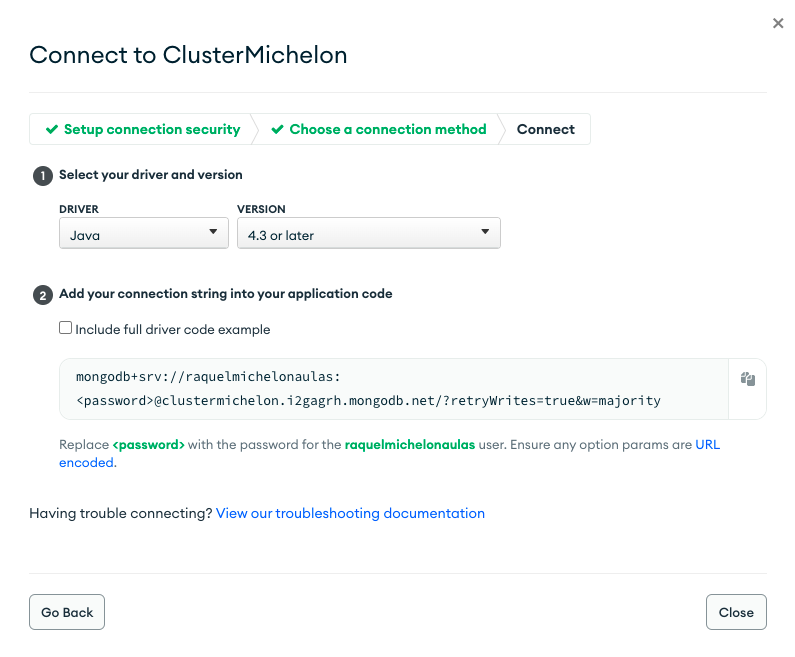 Connect to ClusterMichelon
Setup connection security
Choose a connection method
Connect
1
Select your driver and version
DRIVER
VERSION
Java
4.3 or later
2
Add your connection string into your application code
Include full driver code example
mongodb+srv://raquelmichelonaulas:
<password>@clustermichelon.i2gagrh.mongodb.net/?retryWrites=true&w=majority
Replace <password> with the password for the raquelmichelonaulas user. Ensure any option params are URL
encoded.
Having trouble connecting? View our troubleshooting documentation
Go Back
Close